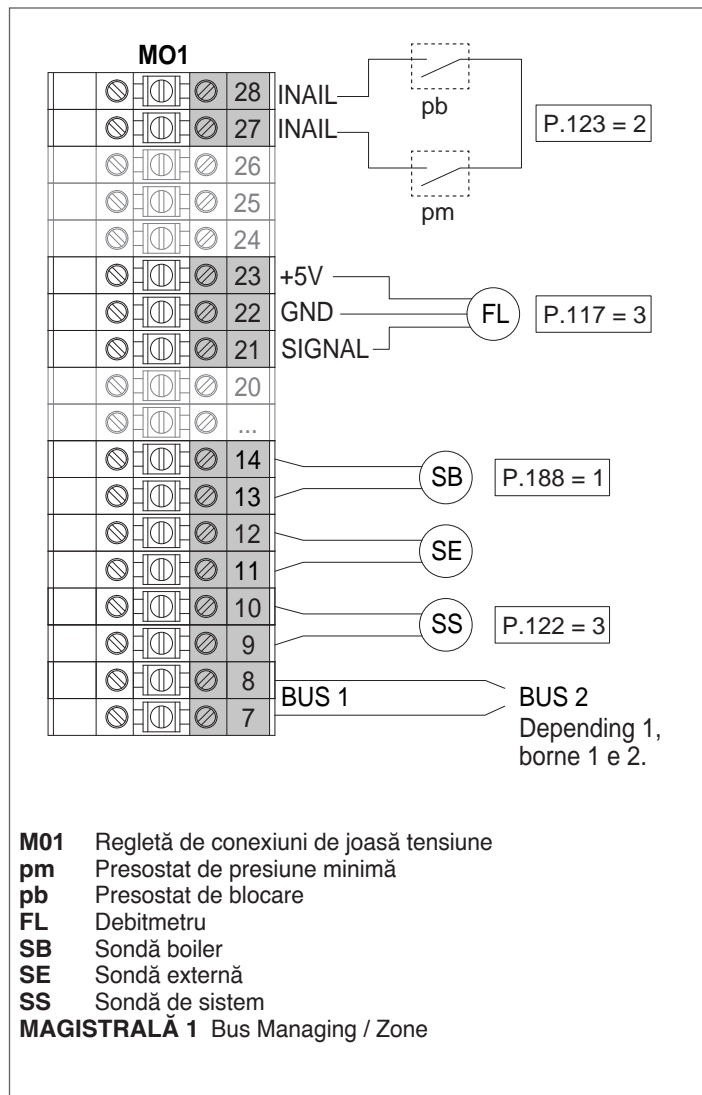 MO1
28 INAIL
pb
27 INAIL
P.123 = 2
26
pm
25
24
23 +5V
22 GND
FL
P.117 = 3
21 SIGNAL
20
...
14
SB
P.188 = 1
13
12
SE
11
10
SS
P.122 = 3
9
8
BUS 1
BUS 2
7
Depending 1,
borne 1 e 2.
M01 Regletă de conexiuni de joasă tensiune
pm Presostat de presiune minimă
pb Presostat de blocare
FL Debitmetru
SB Sondă boiler
SE Sondă externă
SS Sondă de sistem
MAGISTRALĂ 1 Bus Managing / Zone